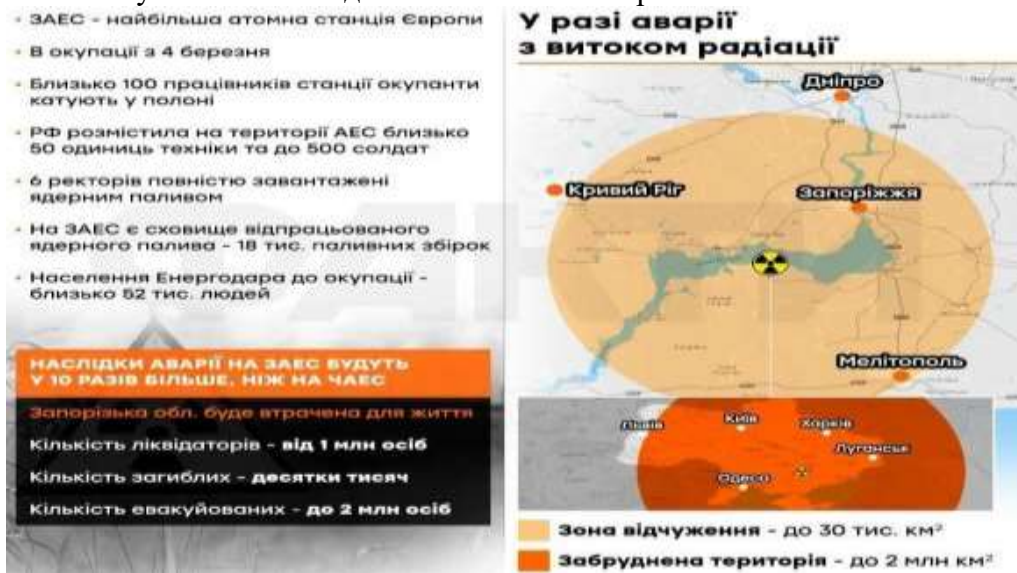 ЗАЕС - найбільша атомна станція Європи
В окупації з 4 березня
Близько 100 працівників станції окупанти
катують у полоні
РФ розмістила на території АЕС близько
50 одиниць техніки та до 500 солдат
6 ректорів повністю завантажені
ядерним паливом
На ЗАЕС є сховище відпрацьованого
ядерного палива - 18 тис. паливних збірок
Населення Енергодара до окупації -
близько 52 тис. людей
НАСЛІДКИ АВАРІЇ НА ЗАЕС БУДУТЬ
У 10 РАЗІВ БІЛЬШЕ, НІЖ НА ЧАЕС
Запорізька обл. буде втрачена для життя
Кількість ліквідаторів - від 1 млн осіб
Кількість загиблих - десятки тисяч
Кількість евакуйованих - до 2 млн осіб
У разі аварії
з витоком радіації
Дніпро
Кривий Ріг
Запоріжжя
Мелітополь
Львів
Київ
Харків
Луганськ
Одеса
Зона відчуження - до 30 тис. км²
Забруднена територія - до 2 млн км²